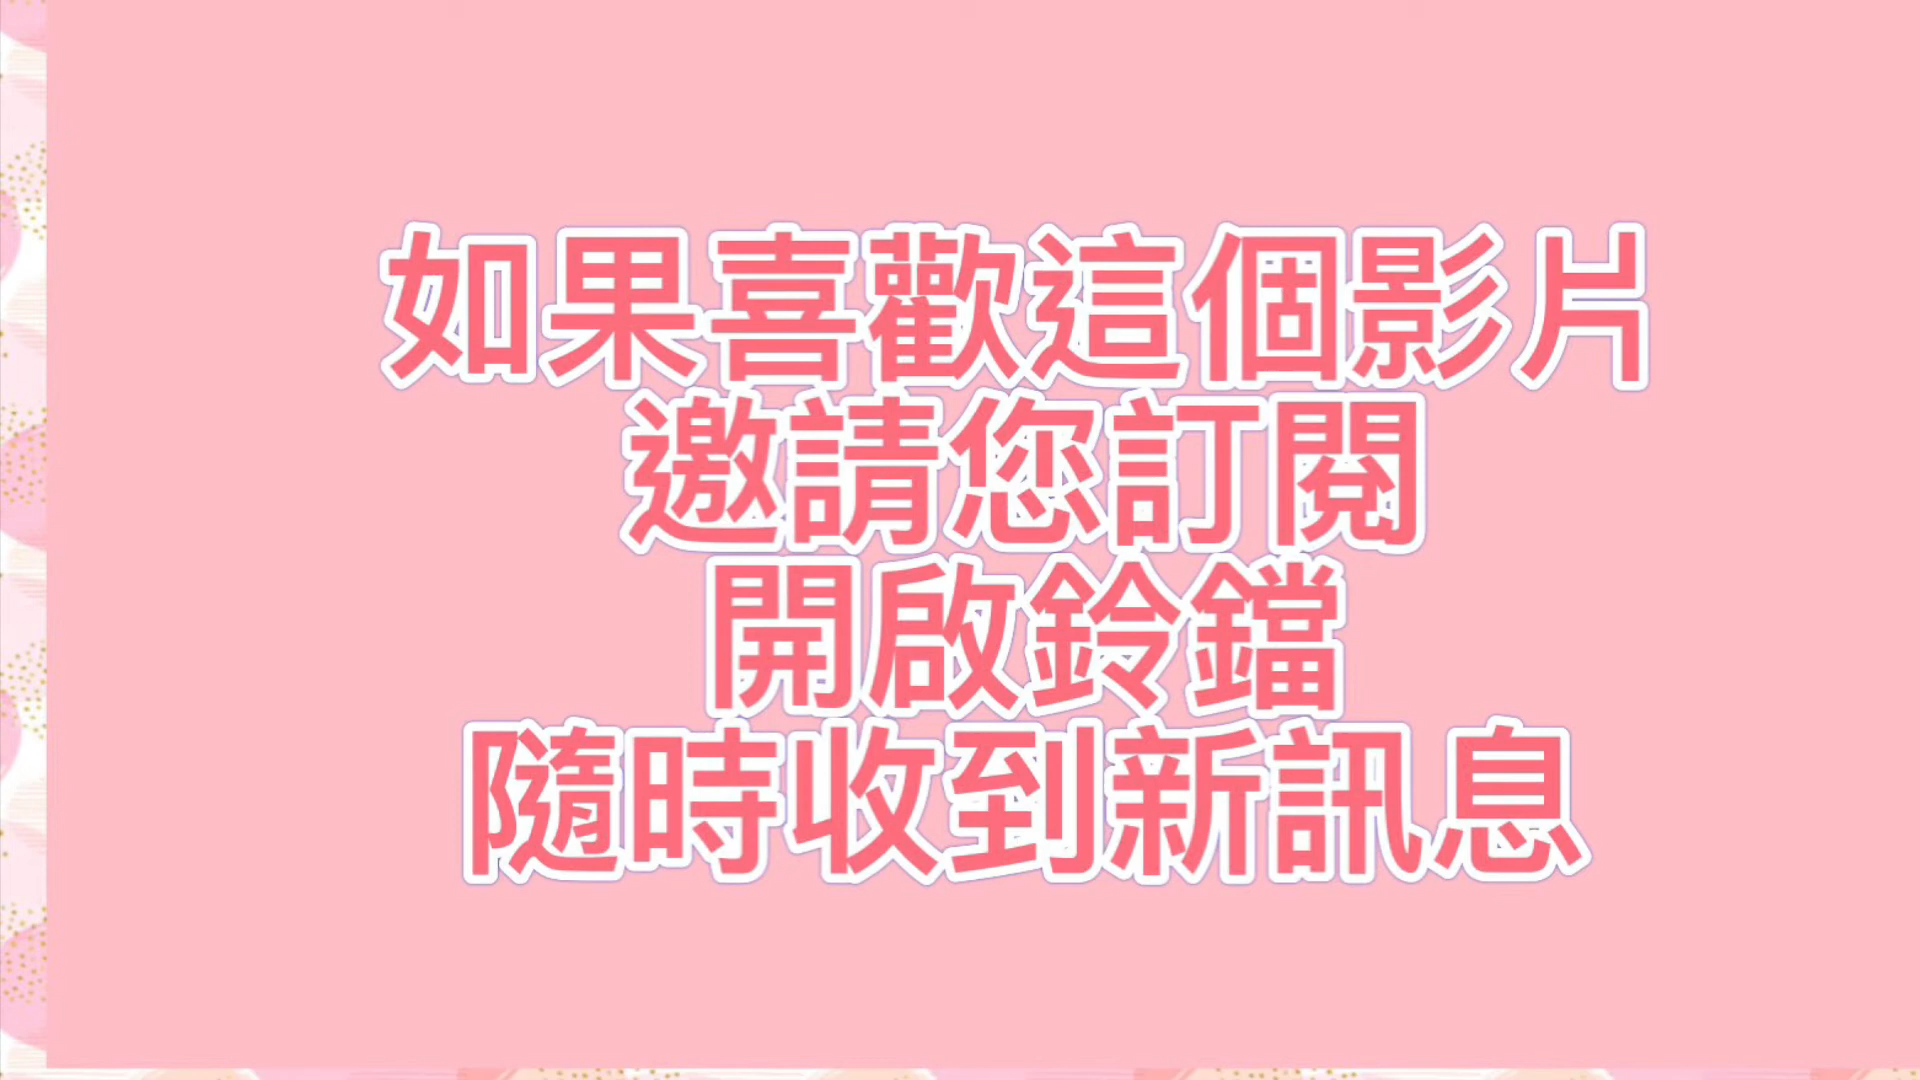 如果喜歡這個影片
邀請您訂閱
開啟鈴鐺
隨時收到新訊息